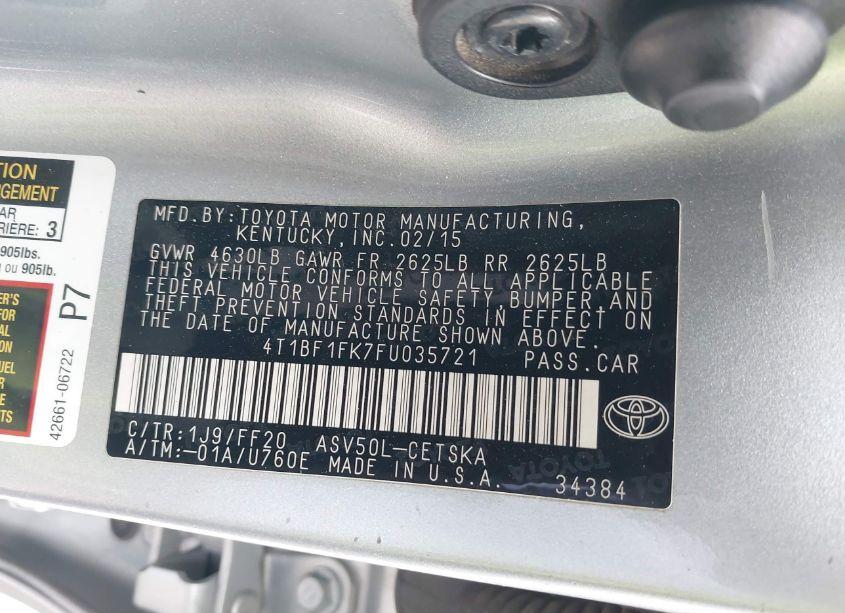 TION
RGEMENT
AR
RIÈRE: 3
905lbs.
ou 905lb.
P7
42661-06722
MFD.BY:TOYOTA MOTOR MANUFACTURING,
KENTUCKY, INC. 02/15
GVWR 4630LB GAWR FR 2625LB RR 2625LB
THIS VEHICLE CONFORMS TO ALL APPLICABLE
FEDERAL MOTOR VEHICLE SAFETY BUMPER,AND
THEFT PREVENTION STANDARDS IN EFFECT ON
THE DATE OF MANUFACTURE SHOWN ABOVE.
4T1BF1FK7FU035721 PASS.CAR
C/TR:1J9/FF20 ASV50L-CETSKA
A/TM:-01A/U760E MADE IN U.S.A. 34384